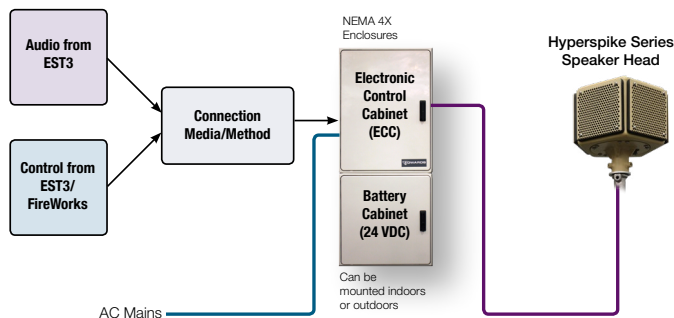 Audio from
EST3
Control from
EST3/
FireWorks
Connection
Media/Method
NEMA 4X
Enclosures
Electronic
Control
Cabinet
(ECC)
Battery
Cabinet
(24 VDC)
Can be
mounted indoors
or outdoors
AC Mains
Hyperspike Series
Speaker Head